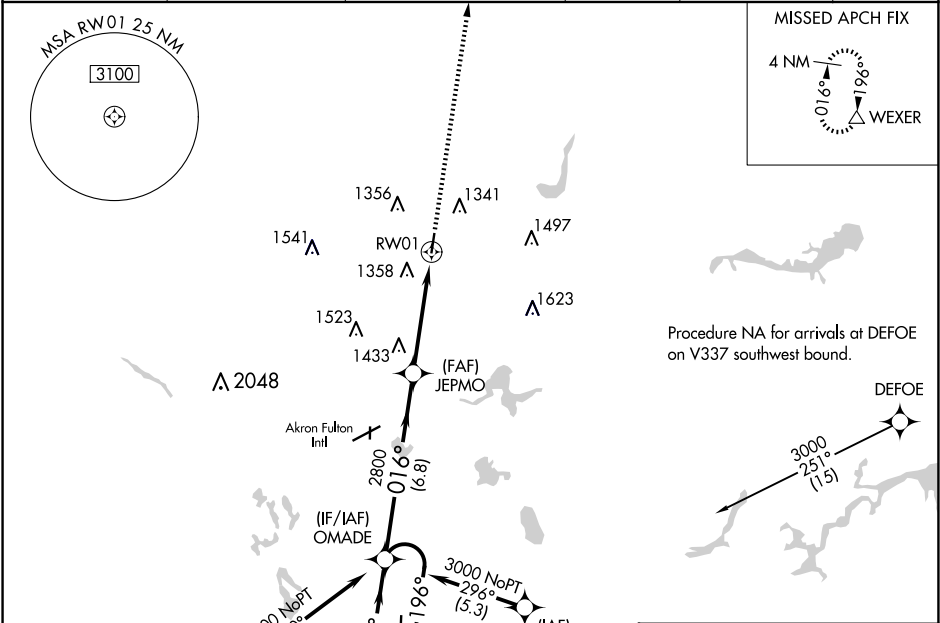 MSA RW01 25 NM
3100
MISSED APCH FIX
4 NM
016°
196°
WEXER
1356
1341
1541
1497
RW01
1358
1623
1523
1433
Procedure NA for arrivals at DEFOE
on V337 southwest bound.
(FAF)
JEPMO
2048
DEFOE
Akron Fulton
Intl
3000
251°
(15)
2800
016°
(6.8)
(IF/IAF)
OMADE
3000 NoPT
296°
(5.3)
196°
NoPT
(IAF)